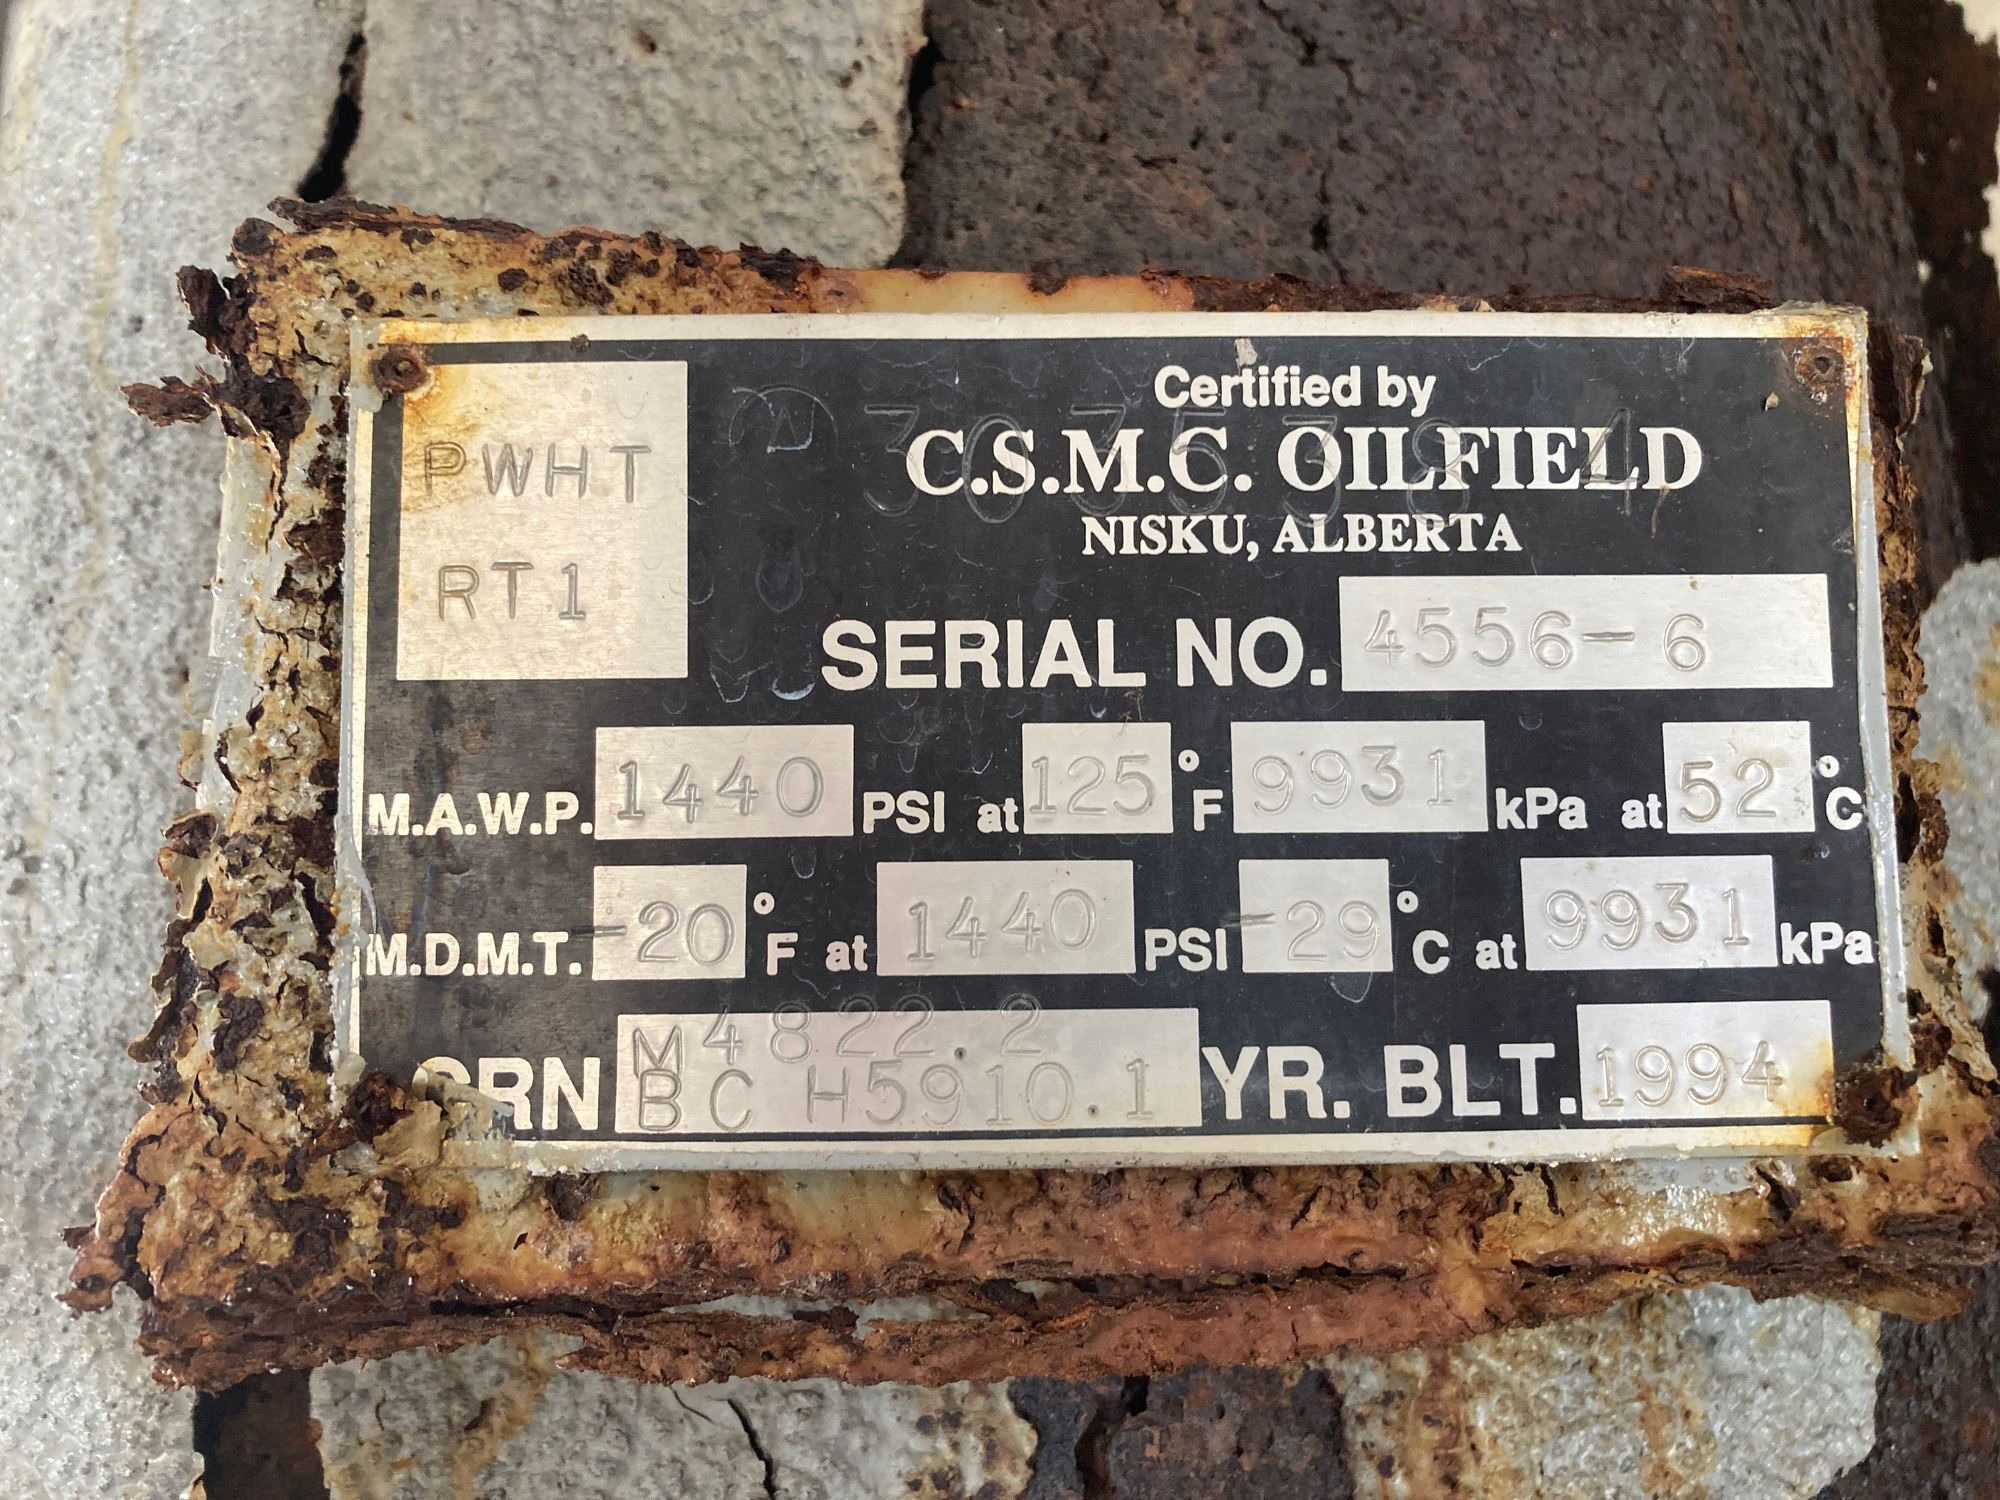 Certified by
A 3035384
C.S.M.C. OILFIELD
NISKU, ALBERTA
PWHT
RT1
SERIAL NO. 4556-6
M.A.W.P. 1440 PSI at 125 °F 9931 kPa at 52 °C
M.D.M.T. -20 °F at 1440 PSI -29 °C at 9931 kPa
M4822.2
CRN BC H5910.1 YR. BLT. 1994